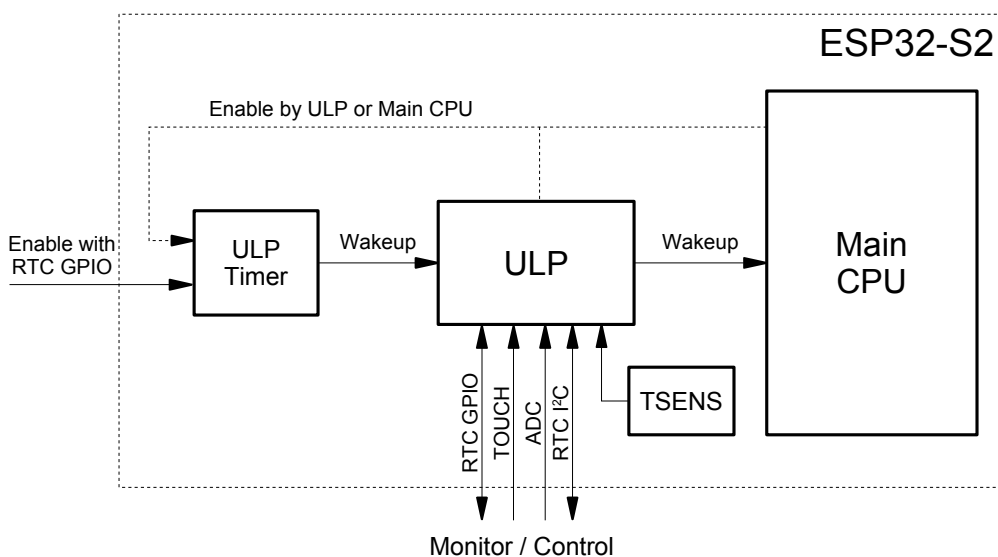 ESP32-S2
Enable by ULP or Main CPU
Enable with
RTC GPIO
ULP
Timer
Wakeup
ULP
Wakeup
Main
CPU
RTC GPIO
TOUCH
ADC
RTC I²C
TSENS
Monitor / Control